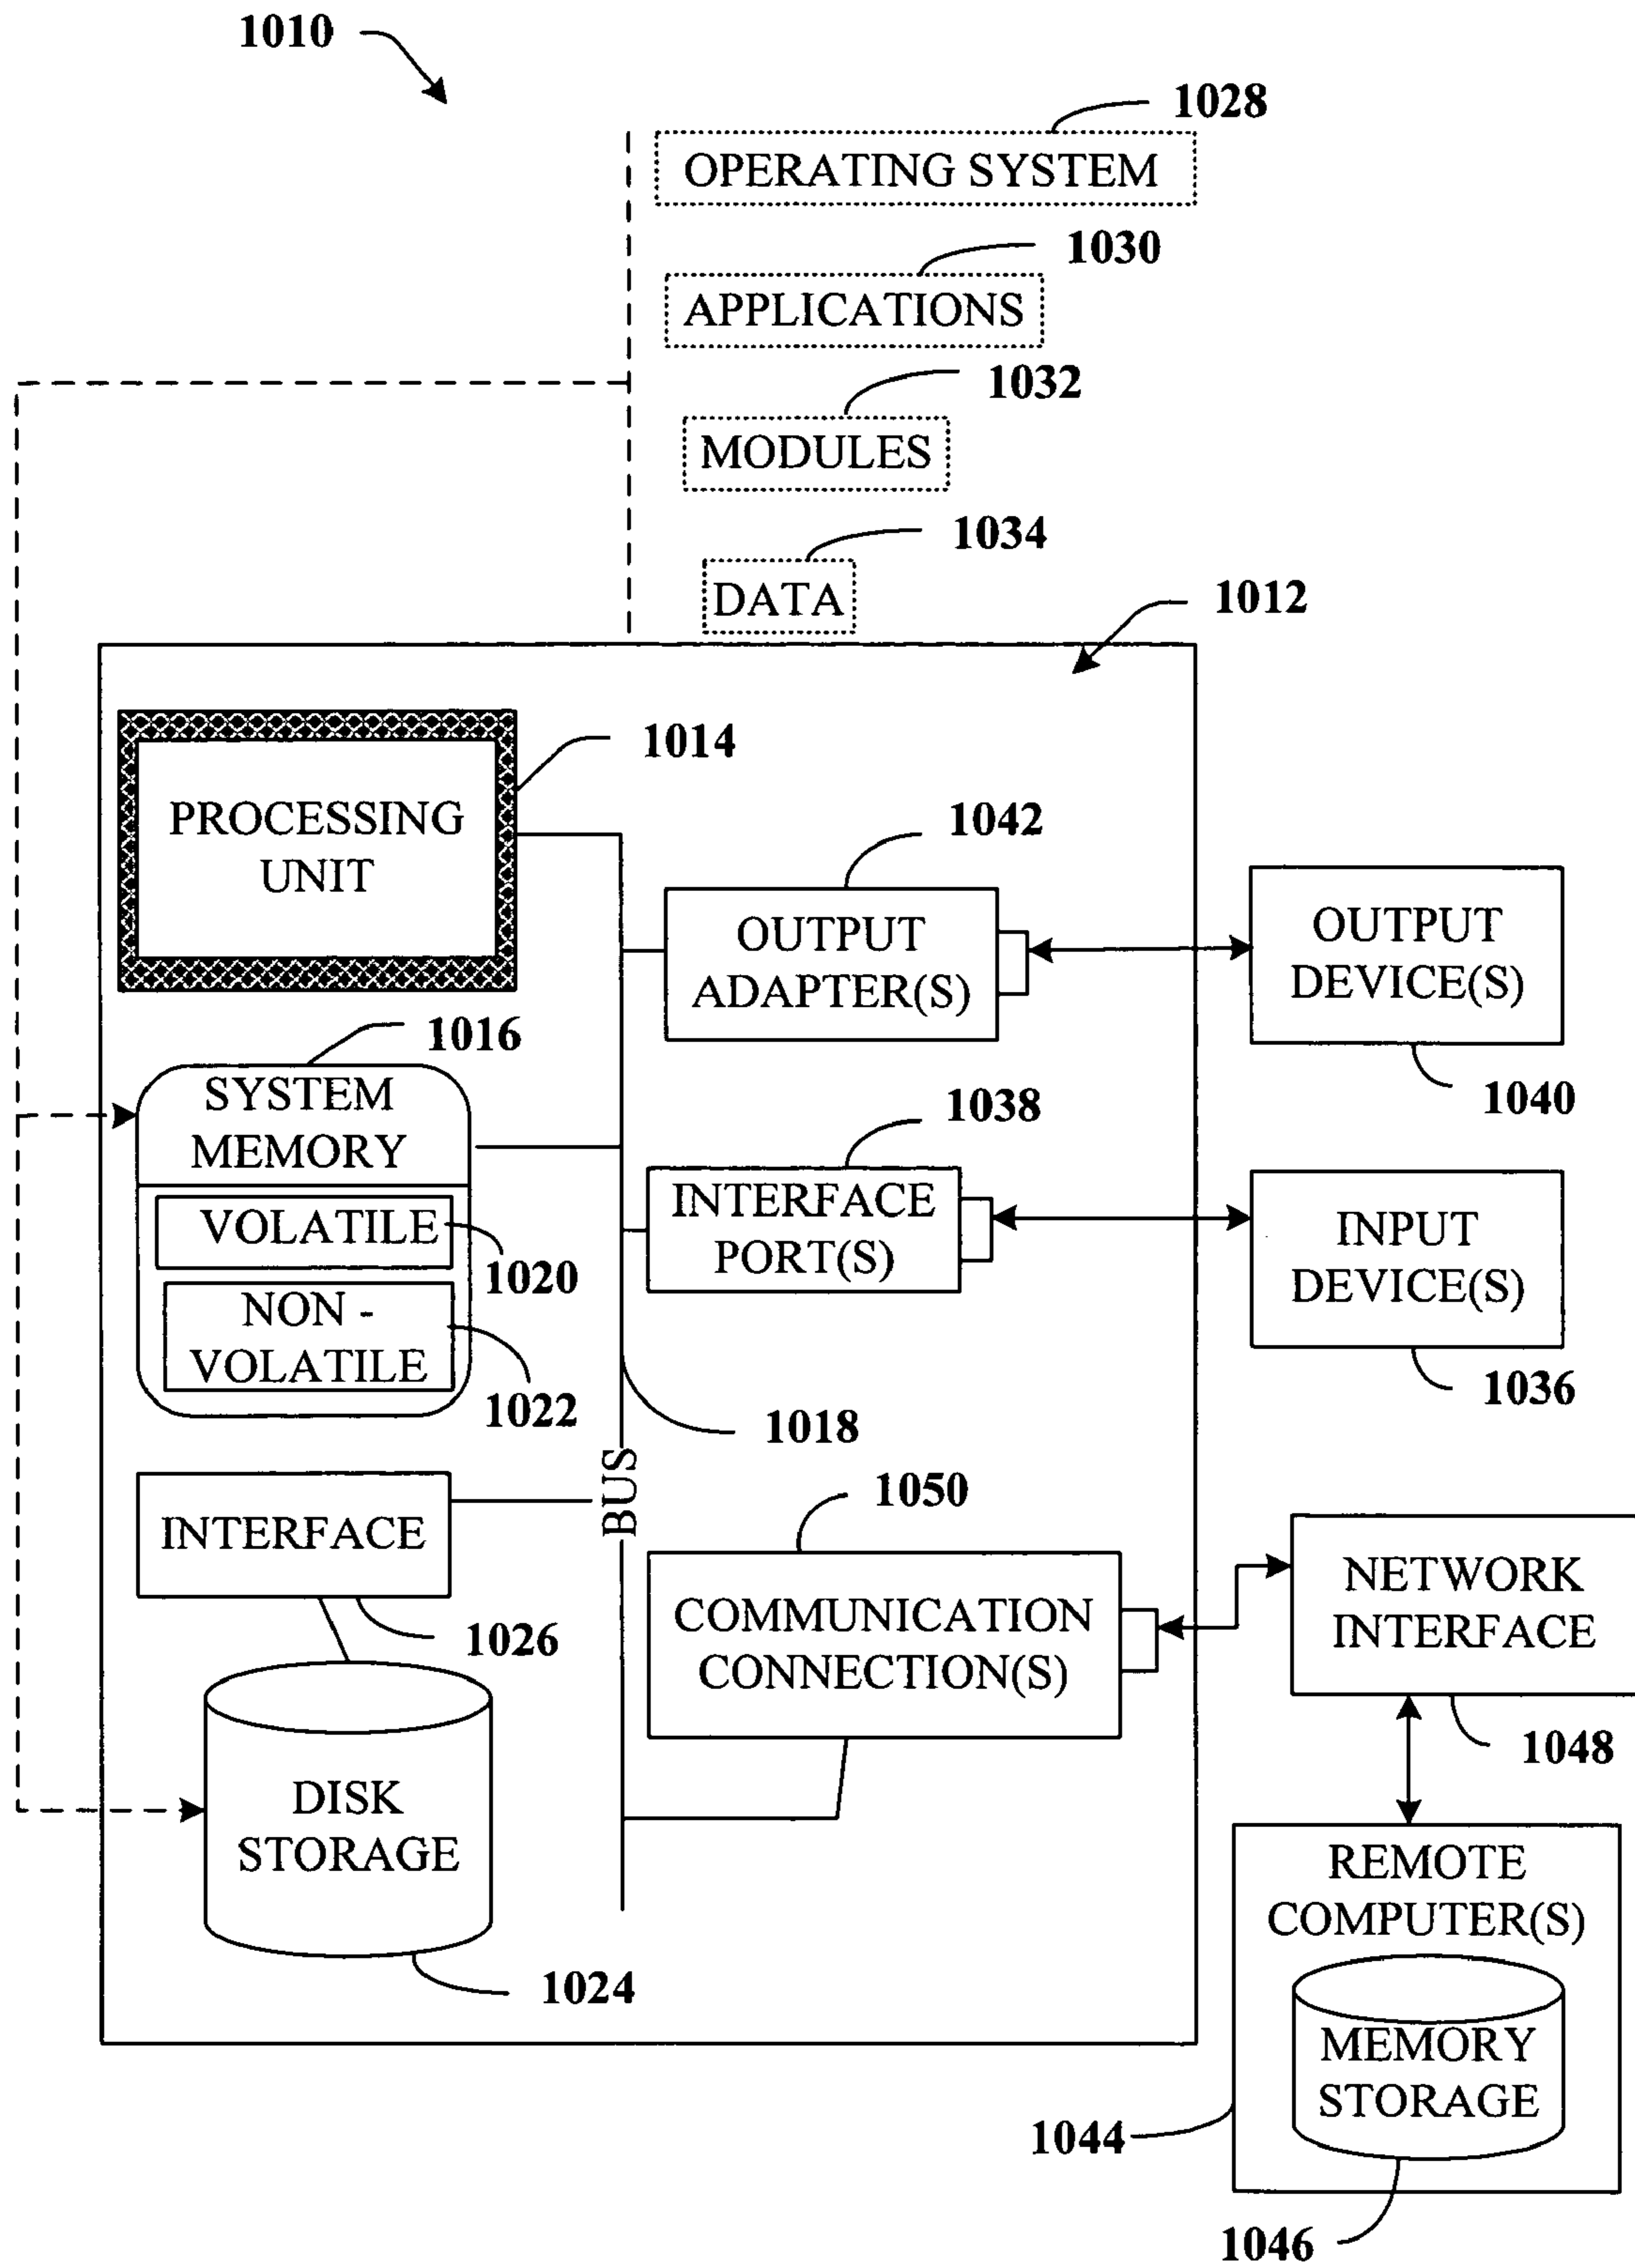 1010
1028
OPERATING SYSTEM
1030
APPLICATIONS
1032
MODULES
1034
DATA
1012
1014
PROCESSING
UNIT
1042
OUTPUT
ADAPTER(S)
OUTPUT
DEVICE(S)
1040
1016
SYSTEM
MEMORY
VOLATILE
1020
NON -
VOLATILE
1022
1038
INTERFACE
PORT(S)
INPUT
DEVICE(S)
1036
1018
BUS
INTERFACE
1026
1050
COMMUNICATION
CONNECTION(S)
NETWORK
INTERFACE
1048
DISK
STORAGE
1024
REMOTE
COMPUTER(S)
MEMORY
STORAGE
1044
1046